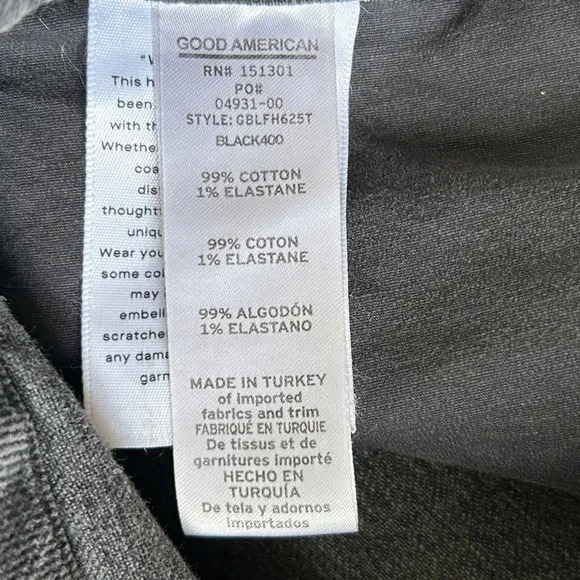 GOOD AMERICAN
RN# 151301
PO#
04931-00
STYLE: GBLFH625T
BLACK400
99% COTTON
1% ELASTANE
99% COTON
1% ELASTANE
99% ALGODÓN
1% ELASTANO
MADE IN TURKEY
of imported
fabrics and trim
FABRIQUÉ EN TURQUIE
De tissus et de
garnitures importé
HECHO EN
TURQUÍA
De tela y adornos
importados
This h
been
with th
Whethe
coa
dis
thought
uniq
Wear you
some co
may
embell
scratche
any dama
garn